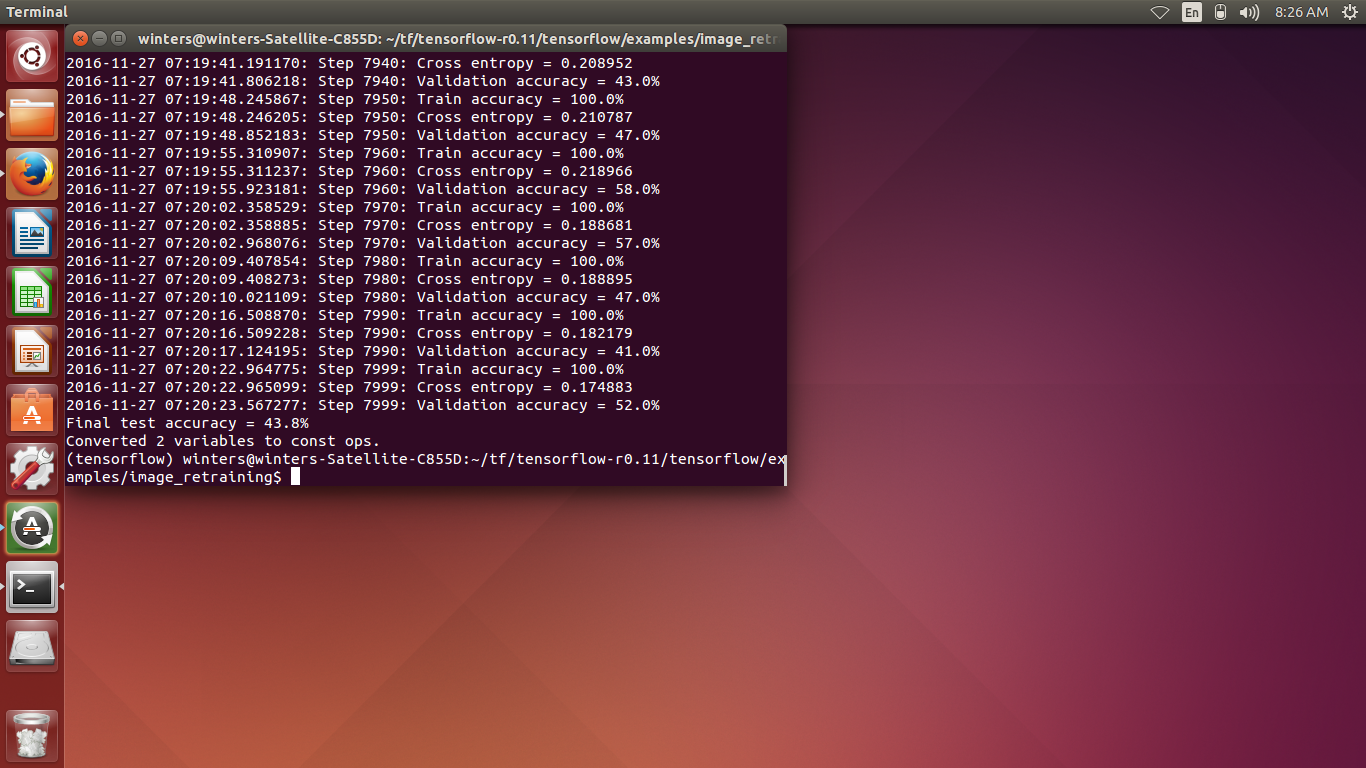 Terminal
En
8:26 AM
winters@winters-Satellite-C855D: ~/tf/tensorflow-r0.11/tensorflow/examples/image_retr
2016-11-27 07:19:41.191170: Step 7940: Cross entropy = 0.208952
2016-11-27 07:19:41.806218: Step 7940: Validation accuracy = 43.0%
2016-11-27 07:19:48.245867: Step 7950: Train accuracy = 100.0%
2016-11-27 07:19:48.246205: Step 7950: Cross entropy = 0.210787
2016-11-27 07:19:48.852183: Step 7950: Validation accuracy = 47.0%
2016-11-27 07:19:55.310907: Step 7960: Train accuracy = 100.0%
2016-11-27 07:19:55.311237: Step 7960: Cross entropy = 0.218966
2016-11-27 07:19:55.923181: Step 7960: Validation accuracy = 58.0%
2016-11-27 07:20:02.358529: Step 7970: Train accuracy = 100.0%
2016-11-27 07:20:02.358885: Step 7970: Cross entropy = 0.188681
2016-11-27 07:20:02.968076: Step 7970: Validation accuracy = 57.0%
2016-11-27 07:20:09.407854: Step 7980: Train accuracy = 100.0%
2016-11-27 07:20:09.408273: Step 7980: Cross entropy = 0.188895
2016-11-27 07:20:10.021109: Step 7980: Validation accuracy = 47.0%
2016-11-27 07:20:16.508870: Step 7990: Train accuracy = 100.0%
2016-11-27 07:20:16.509228: Step 7990: Cross entropy = 0.182179
2016-11-27 07:20:17.124195: Step 7990: Validation accuracy = 41.0%
2016-11-27 07:20:22.964775: Step 7999: Train accuracy = 100.0%
2016-11-27 07:20:22.965099: Step 7999: Cross entropy = 0.174883
2016-11-27 07:20:23.567277: Step 7999: Validation accuracy = 52.0%
Final test accuracy = 43.8%
Converted 2 variables to const ops.
(tensorflow) winters@winters-Satellite-C855D:~/tf/tensorflow-r0.11/tensorflow/ex
amples/image_retraining$